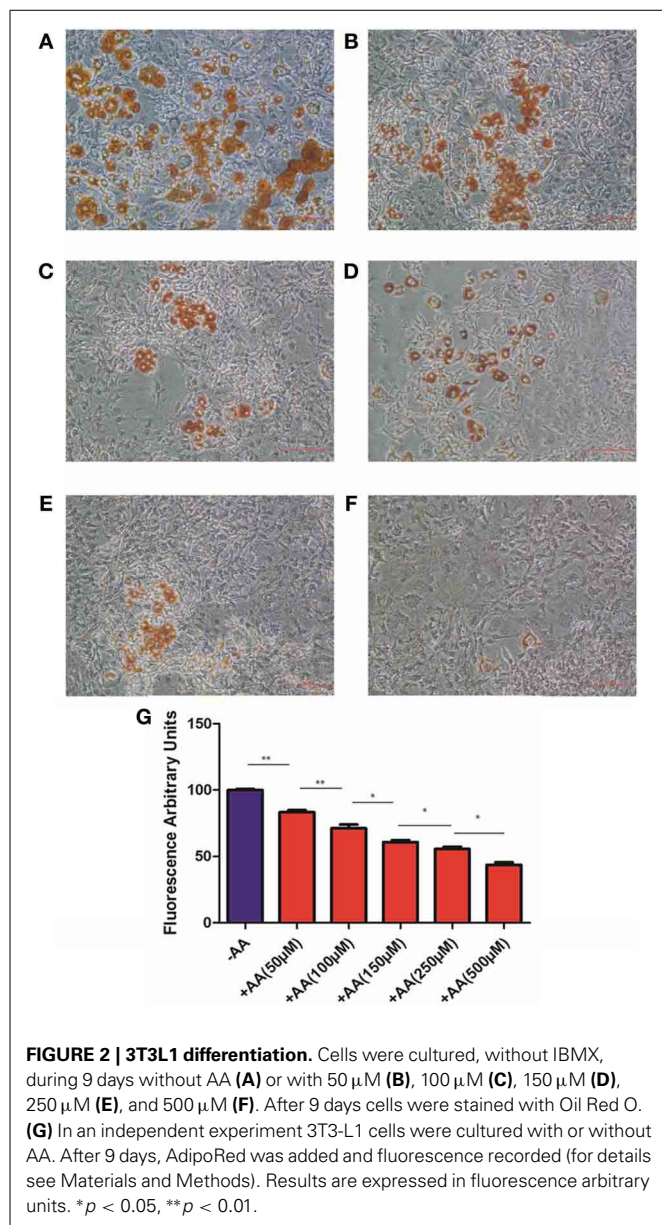 A
B
C
D
E
F
G
Fluorescence Arbitrary Units
150
100
50
0
**
**
*
*
*
-AA
+AA(50μM)
+AA(100μM)
+AA(150μM)
+AA(250μM)
+AA(500μM)
FIGURE 2 | 3T3L1 differentiation. Cells were cultured, without IBMX,
during 9 days without AA (A) or with 50 μM (B), 100 μM (C), 150 μM (D),
250 μM (E), and 500 μM (F). After 9 days cells were stained with Oil Red O.
(G) In an independent experiment 3T3-L1 cells were cultured with or without
AA. After 9 days, AdipoRed was added and fluorescence recorded (for details
see Materials and Methods). Results are expressed in fluorescence arbitrary
units. *p < 0.05, **p < 0.01.